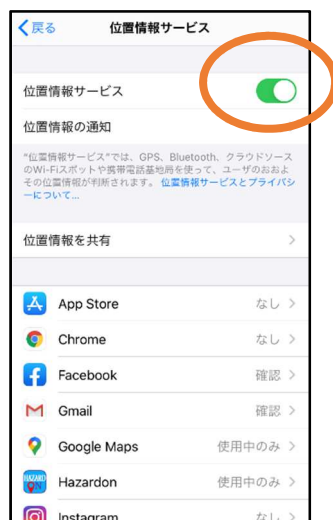 戻る 位置情報サービス
位置情報サービス
位置情報の通知
"位置情報サービス"では、GPS、Bluetooth、クラウドソース
のWi-Fiスポットや携帯電話基地局を使って、ユーザのおおよ
その位置情報が判断されます。 位置情報サービスとプライバシ
ーについて...
位置情報を共有
App Store なし
Chrome なし
Facebook 確認
Gmail 確認
Google Maps 使用中のみ
HAZARD ON Hazardon 使用中のみ
Instagram なし